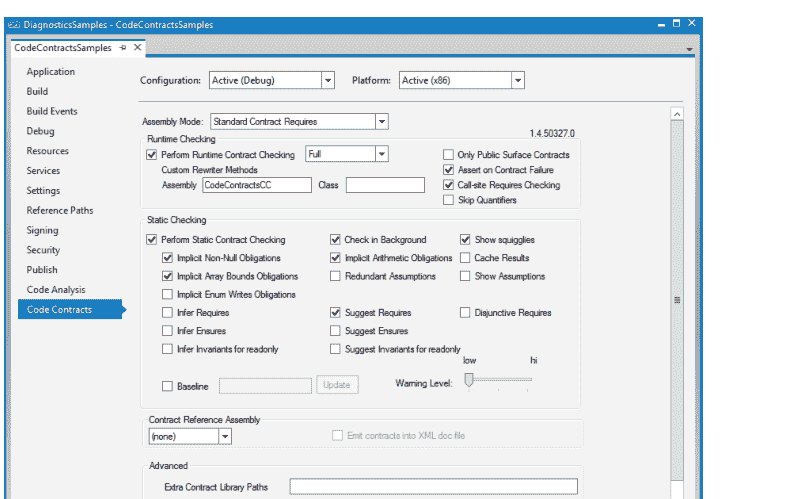 DiagnosticsSamples - CodeContractsSamples
CodeContractsSamples
Application
Build
Build Events
Debug
Resources
Services
Settings
Reference Paths
Signing
Security
Publish
Code Analysis
Code Contracts
Configuration: Active (Debug) Platform: Active (x86)
Assembly Mode: Standard Contract Requires
1.4.50327.0
Runtime Checking
Perform Runtime Contract Checking Full Only Public Surface Contracts
Custom Rewriter Methods Assert on Contract Failure
Assembly CodeContractsCC Class Call-site Requires Checking
Skip Quantifiers
Static Checking
Perform Static Contract Checking Check in Background Show squigglies
Implicit Non-Null Obligations Implicit Arithmetic Obligations Cache Results
Implicit Array Bounds Obligations Redundant Assumptions Show Assumptions
Implicit Enum Writes Obligations
Infer Requires Suggest Requires Disjunctive Requires
Infer Ensures Suggest Ensures
Infer Invariants for readonly Suggest Invariants for readonly
low hi
Baseline Update Warning Level:
Contract Reference Assembly
(none) Emit contracts into XML doc file
Advanced
Extra Contract Library Paths